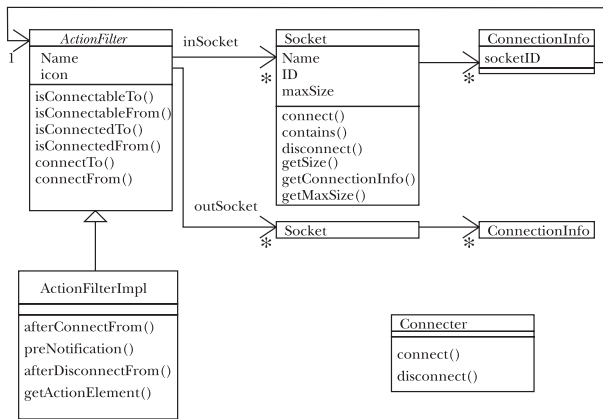 ActionFilter
Name
icon
isConnectableTo()
isConnectableFrom()
isConnectedTo()
isConnectedFrom()
connectTo()
connectFrom()
1
inSocket
*
Socket
Name
ID
maxSize
connect()
contains()
disconnect()
getSize()
getConnectionInfo()
getMaxSize()
*
ConnectionInfo
socketID
outSocket
*
Socket
*
ConnectionInfo
ActionFilterImpl
afterConnectFrom()
preNotification()
afterDisconnectFrom()
getActionElement()
Connecter
connect()
disconnect()